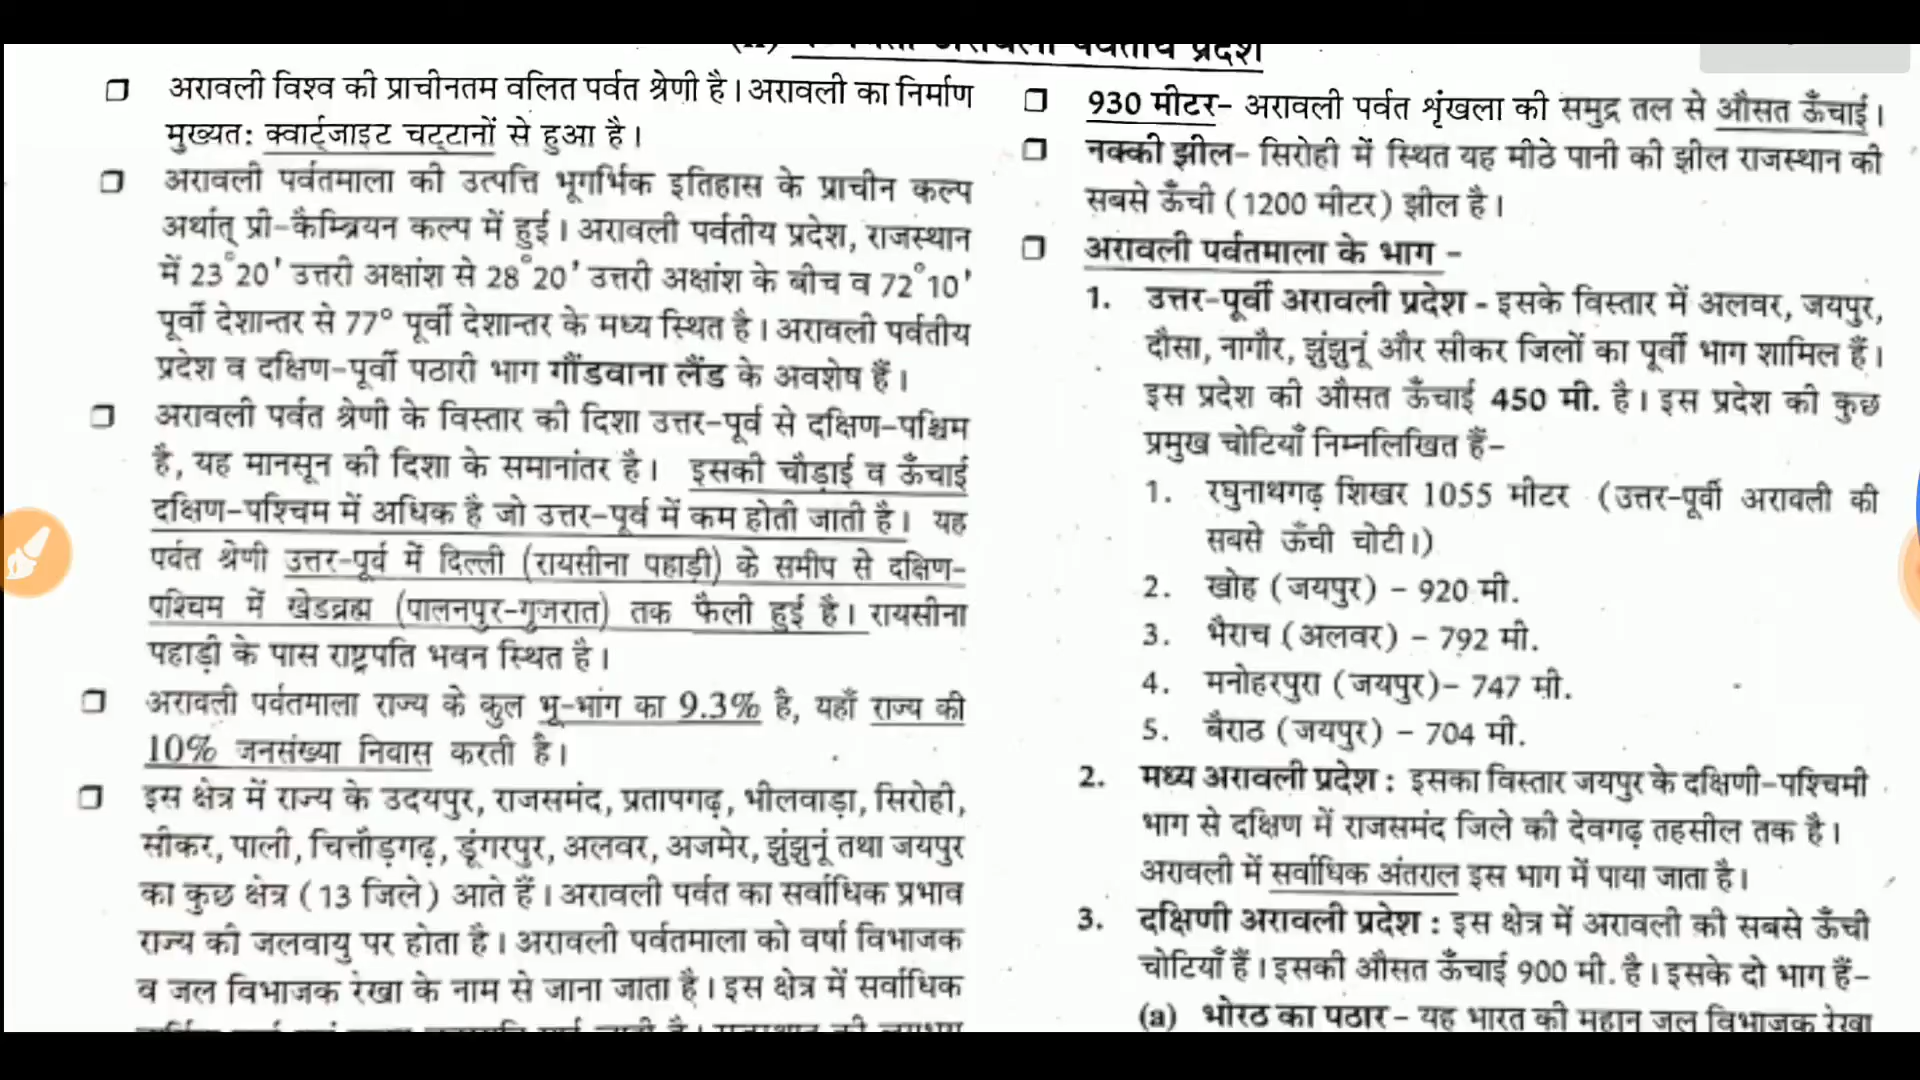 अरावली पर्वतीय प्रदेश
❒ अरावली विश्व की प्राचीनतम वलित पर्वत श्रेणी है। अरावली का निर्माण
मुख्यत: क्वार्ट्जाइट चट्टानों से हुआ है।
❒ अरावली पर्वतमाला की उत्पत्ति भूगर्भिक इतिहास के प्राचीन कल्प
अर्थात् प्री-कैम्ब्रियन कल्प में हुई। अरावली पर्वतीय प्रदेश, राजस्थान
में 23°20' उत्तरी अक्षांश से 28°20' उत्तरी अक्षांश के बीच व 72°10'
पूर्वी देशान्तर से 77° पूर्वी देशान्तर के मध्य स्थित है। अरावली पर्वतीय
प्रदेश व दक्षिण-पूर्वी पठारी भाग गौंडवाना लैंड के अवशेष हैं।
❒ अरावली पर्वत श्रेणी के विस्तार की दिशा उत्तर-पूर्व से दक्षिण-पश्चिम
है, यह मानसून की दिशा के समानांतर है। इसकी चौड़ाई व ऊँचाई
दक्षिण-पश्चिम में अधिक है जो उत्तर-पूर्व में कम होती जाती है। यह
पर्वत श्रेणी उत्तर-पूर्व में दिल्ली (रायसीना पहाड़ी) के समीप से दक्षिण-
पश्चिम में खेडब्रह्म (पालनपुर-गुजरात) तक फैली हुई है। रायसीना
पहाड़ी के पास राष्ट्रपति भवन स्थित है।
❒ अरावली पर्वतमाला राज्य के कुल भू-भांग का 9.3% है, यहाँ राज्य की
10% जनसंख्या निवास करती है।
❒ इस क्षेत्र में राज्य के उदयपुर, राजसमंद, प्रतापगढ़, भीलवाड़ा, सिरोही,
सीकर, पाली, चित्तौड़गढ़, डूंगरपुर, अलवर, अजमेर, झुंझुनूं तथा जयपुर
का कुछ क्षेत्र (13 जिले) आते हैं। अरावली पर्वत का सर्वाधिक प्रभाव
राज्य की जलवायु पर होता है। अरावली पर्वतमाला को वर्षा विभाजक
व जल विभाजक रेखा के नाम से जाना जाता है। इस क्षेत्र में सर्वाधिक
❒ 930 मीटर- अरावली पर्वत शृंखला की समुद्र तल से औसत ऊँचाई।
❒ नक्की झील- सिरोही में स्थित यह मीठे पानी की झील राजस्थान की
सबसे ऊँची (1200 मीटर) झील है।
❒ अरावली पर्वतमाला के भाग -
1. उत्तर-पूर्वी अरावली प्रदेश - इसके विस्तार में अलवर, जयपुर,
दौसा, नागौर, झुंझुनूं और सीकर जिलों का पूर्वी भाग शामिल हैं।
इस प्रदेश की औसत ऊँचाई 450 मी. है। इस प्रदेश की कुछ
प्रमुख चोटियाँ निम्नलिखित हैं-
1. रघुनाथगढ़ शिखर 1055 मीटर (उत्तर-पूर्वी अरावली की
सबसे ऊँची चोटी।)
2. खोह (जयपुर) - 920 मी.
3. भैराच (अलवर) - 792 मी.
4. मनोहरपुरा (जयपुर)- 747 मी.
5. बैराठ (जयपुर) - 704 मी.
2. मध्य अरावली प्रदेश : इसका विस्तार जयपुर के दक्षिणी-पश्चिमी
भाग से दक्षिण में राजसमंद जिले की देवगढ़ तहसील तक है।
अरावली में सर्वाधिक अंतराल इस भाग में पाया जाता है।
3. दक्षिणी अरावली प्रदेश : इस क्षेत्र में अरावली की सबसे ऊँची
चोटियाँ हैं। इसकी औसत ऊँचाई 900 मी. है। इसके दो भाग हैं-
(a) भोरठ का पठार - यह भारत की महान जल विभाजक रेखा